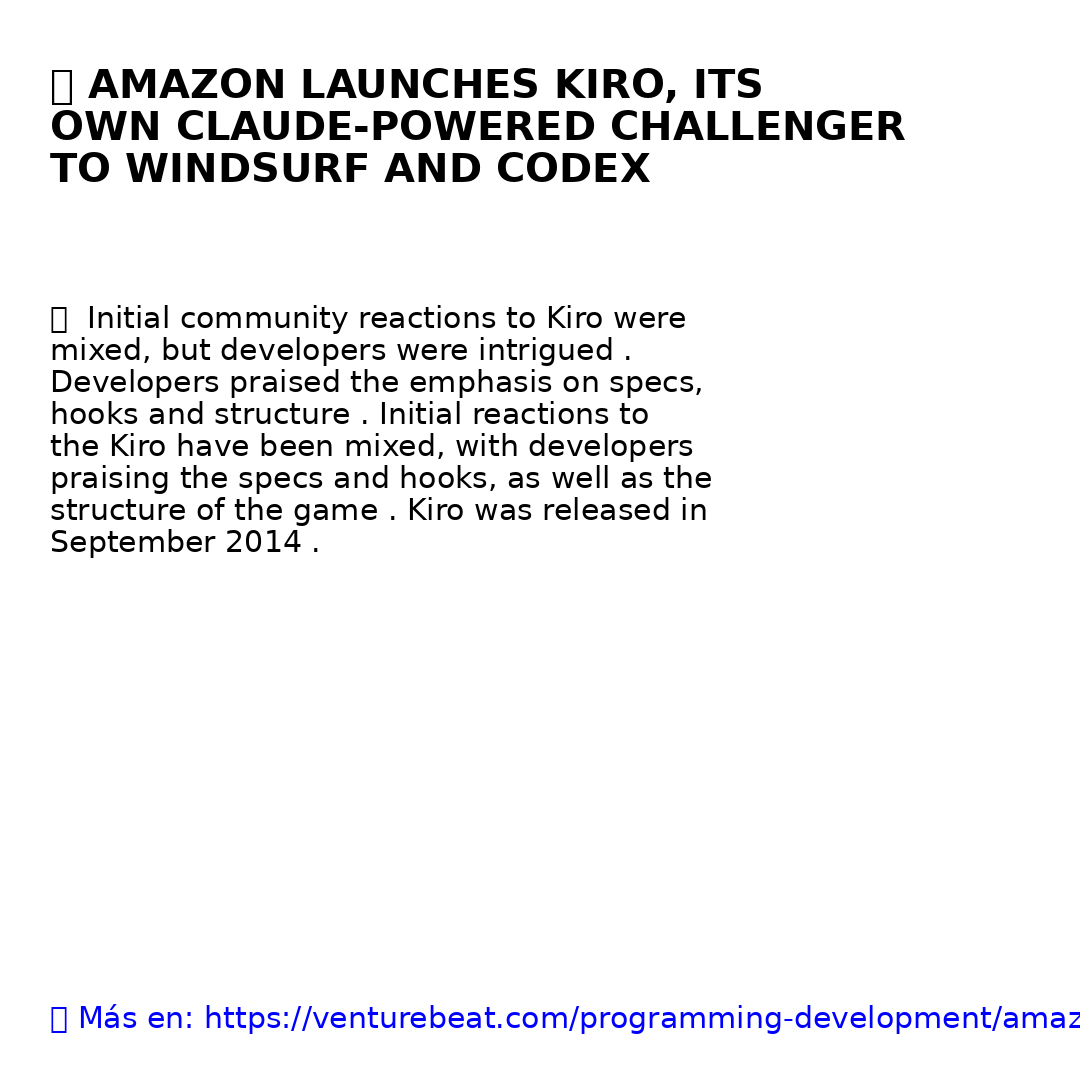 AMAZON LAUNCHES KIRO, ITS
OWN CLAUDE-POWERED CHALLENGER
TO WINDSURF AND CODEX
Initial community reactions to Kiro were
mixed, but developers were intrigued .
Developers praised the emphasis on specs,
hooks and structure . Initial reactions to
the Kiro have been mixed, with developers
praising the specs and hooks, as well as the
structure of the game . Kiro was released in
September 2014 .
Más en: https://venturebeat.com/programming-development/amaz